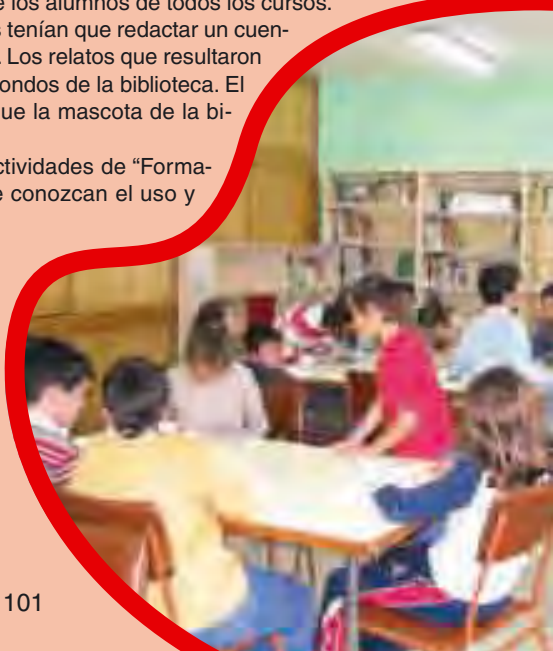 e los alumnos de todos los cursos.
s tenían que redactar un cuen-
. Los relatos que resultaron
ondos de la biblioteca. El
ue la mascota de la bi-
ctividades de “Forma-
e conozcan el uso y
101